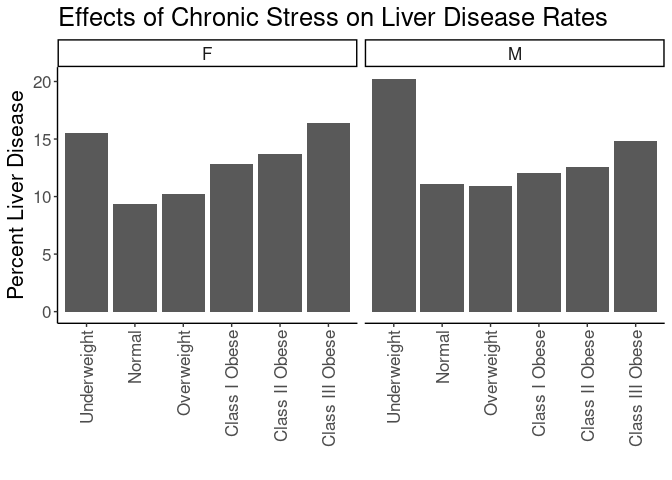 Effects of Chronic Stress on Liver Disease Rates
F
M
Percent Liver Disease
20
15
10
5
0
Underweight
Normal
Overweight
Class I Obese
Class II Obese
Class III Obese
Underweight
Normal
Overweight
Class I Obese
Class II Obese
Class III Obese